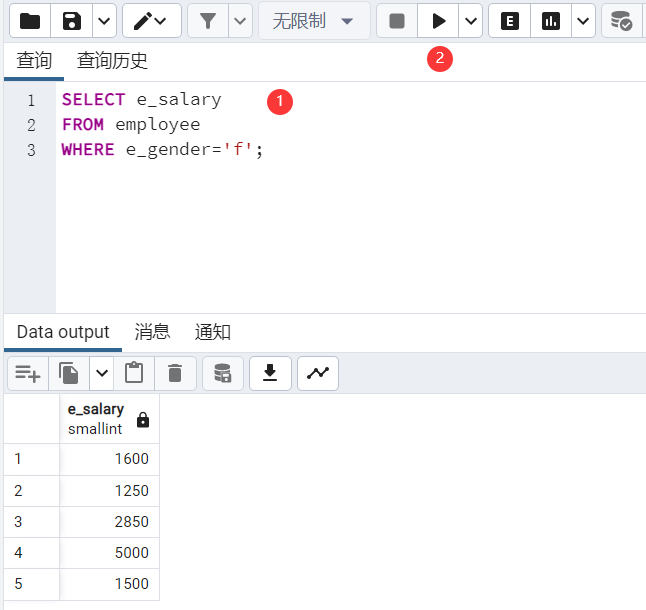 无限制
E
查询 查询历史 2
1 SELECT e_salary 1
2 FROM employee
3 WHERE e_gender='f';
Data output 消息 通知
e_salary
smallint
1 1600
2 1250
3 2850
4 5000
5 1500